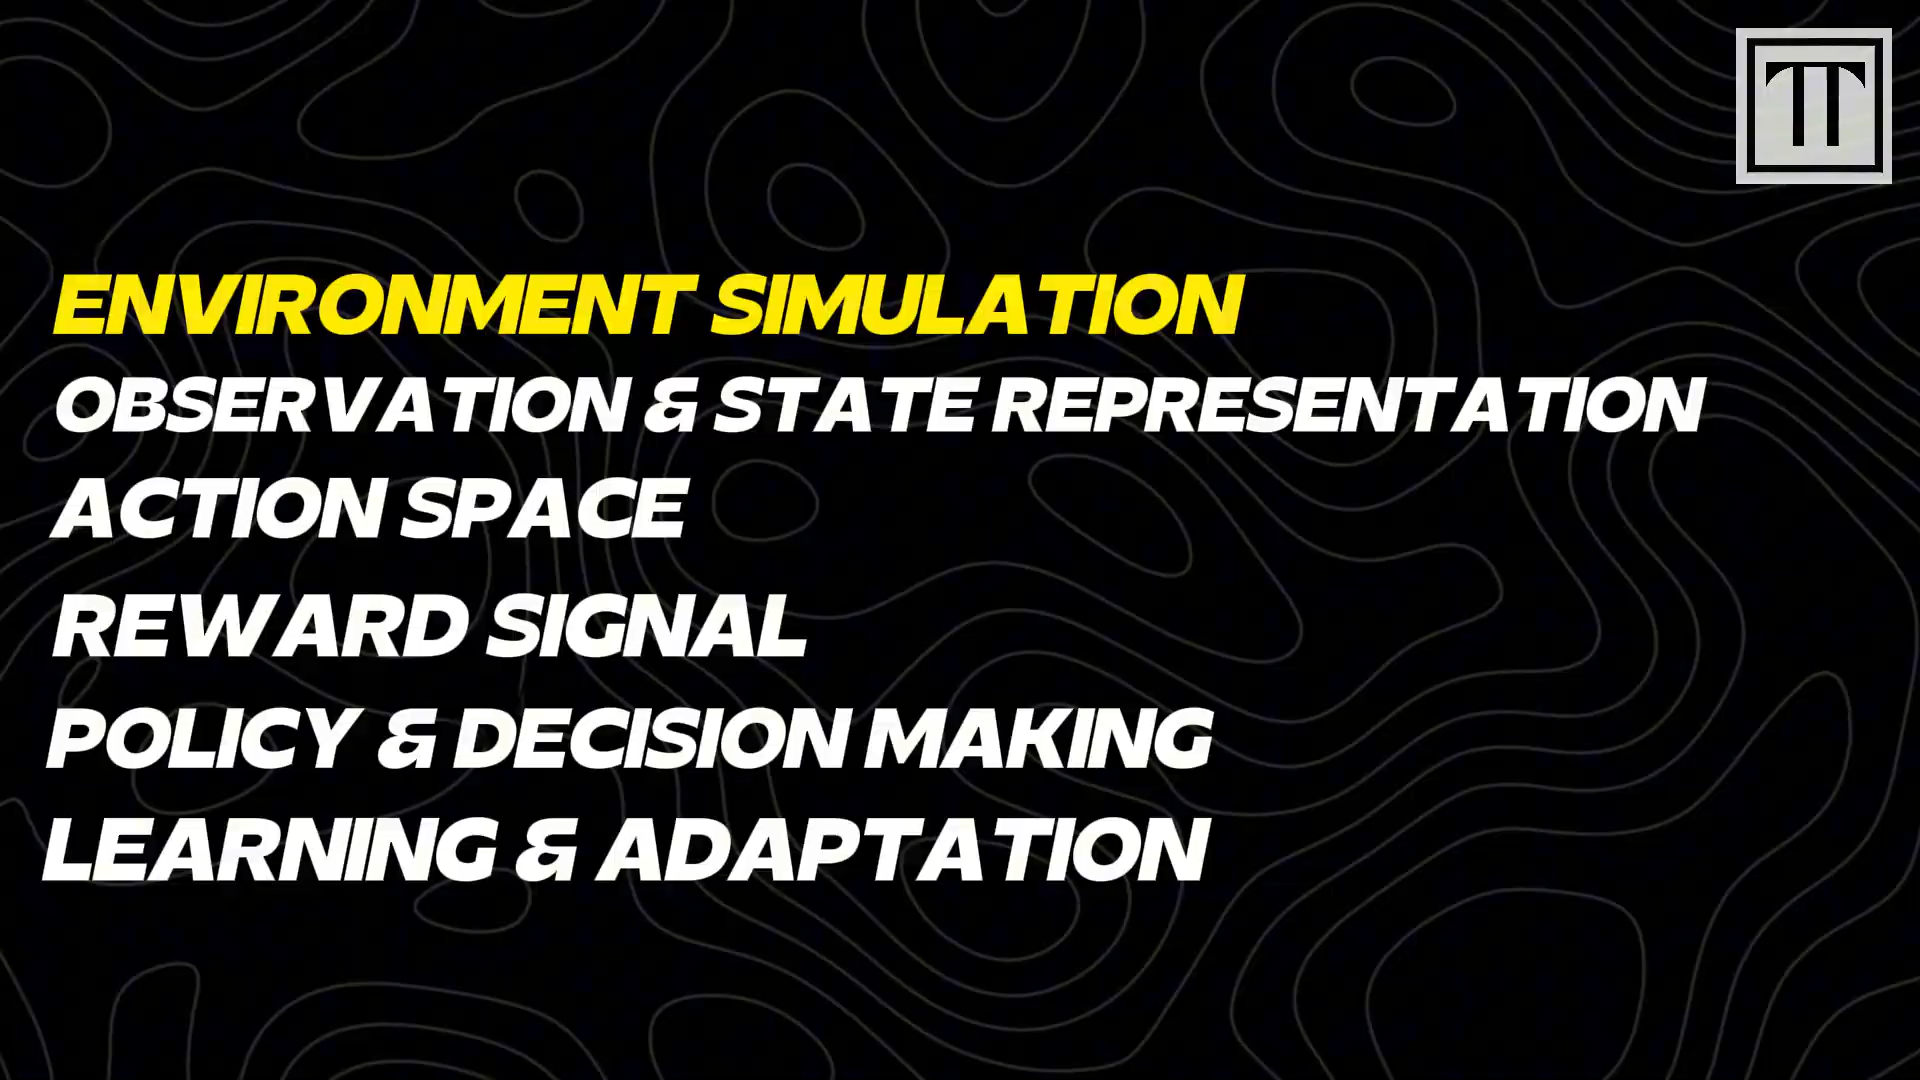 ENVIRONMENT SIMULATION
OBSERVATION & STATE REPRESENTATION
ACTION SPACE
REWARD SIGNAL
POLICY & DECISION MAKING
LEARNING & ADAPTATION